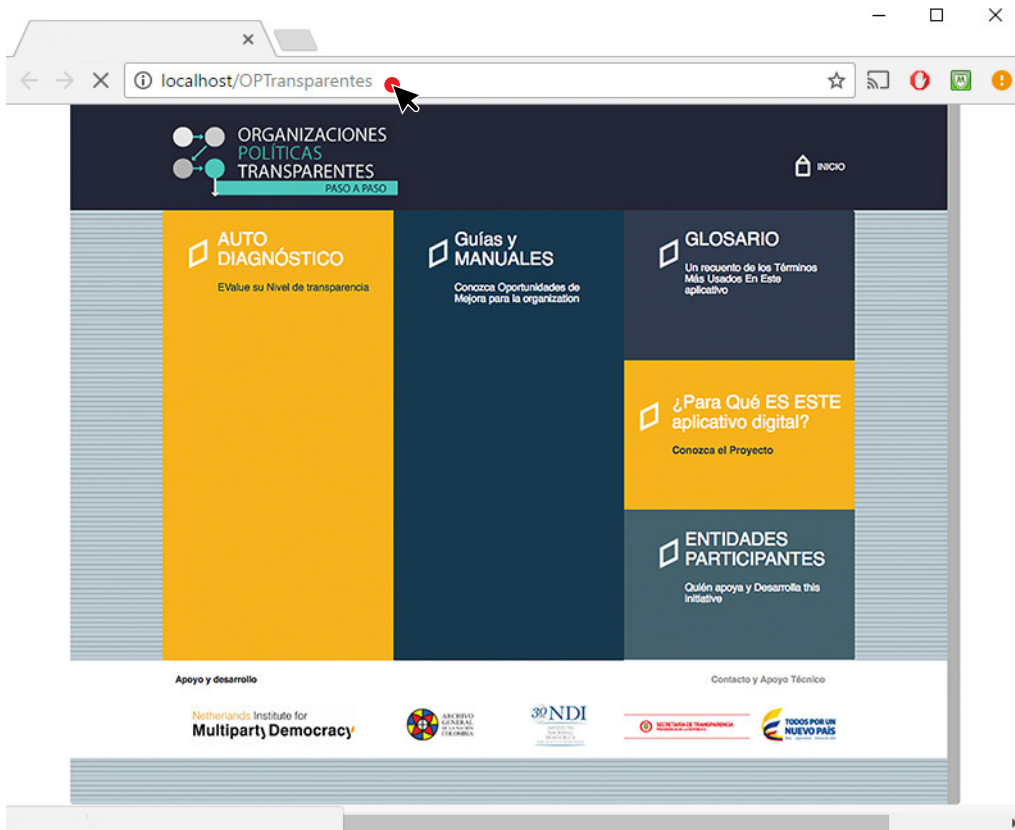 localhost/OPTransparentes
ORGANIZACIONES
POLÍTICAS
TRANSPARENTES
PASO A PASO
INICIO
AUTO
DIAGNÓSTICO
EValue su Nivel de transparencia
Guías y
MANUALES
Conozca Oportunidades de
Mejora para la organization
GLOSARIO
Un recuento de los Términos
Más Usados En Este
aplicativo
¿Para Qué ES ESTE
aplicativo digital?
Conozca el Proyecto
ENTIDADES
PARTICIPANTES
Quién apoya y Desarrolla this
initiative
Apoyo y desarrollo
Contacto y Apoyo Técnico
Netherlands Institute for
Multiparty Democracy
ARCHIVO
GENERAL
DE LA NACIÓN
COLOMBIA
30 NDI
SECRETARÍA DE TRANSPARENCIA
PRESIDENCIA DE LA REPÚBLICA
TODOS POR UN
NUEVO PAÍS